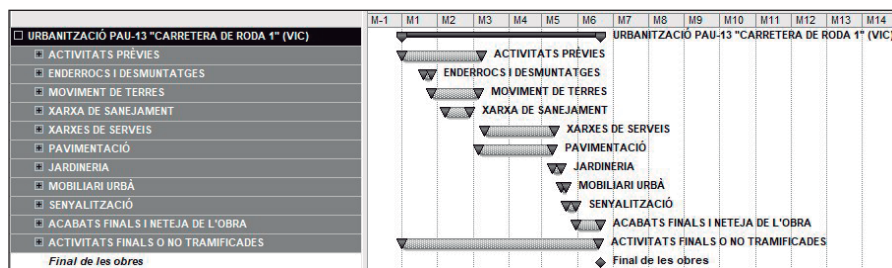 M-1 M1 M2 M3 M4 M5 M6 M7 M8 M9 M10 M11 M12 M13 M14
URBANITZACIÓ PAU-13 "CARRETERA DE RODA 1" (VIC) URBANITZACIÓ PAU-13 "CARRETERA DE RODA 1" (VIC)
ACTIVITATS PRÈVIES ACTIVITATS PRÈVIES
ENDERROCS I DESMUNTATGES ENDERROCS I DESMUNTATGES
MOVIMENT DE TERRES MOVIMENT DE TERRES
XARXA DE SANEJAMENT XARXA DE SANEJAMENT
XARXES DE SERVEIS XARXES DE SERVEIS
PAVIMENTACIÓ PAVIMENTACIÓ
JARDINERIA JARDINERIA
MOBILIARI URBÀ MOBILIARI URBÀ
SENYALITZACIÓ SENYALITZACIÓ
ACABATS FINALS I NETEJA DE L'OBRA ACABATS FINALS I NETEJA DE L'OBRA
ACTIVITATS FINALS O NO TRAMIFICADES ACTIVITATS FINALS O NO TRAMIFICADES
Final de les obres Final de les obres